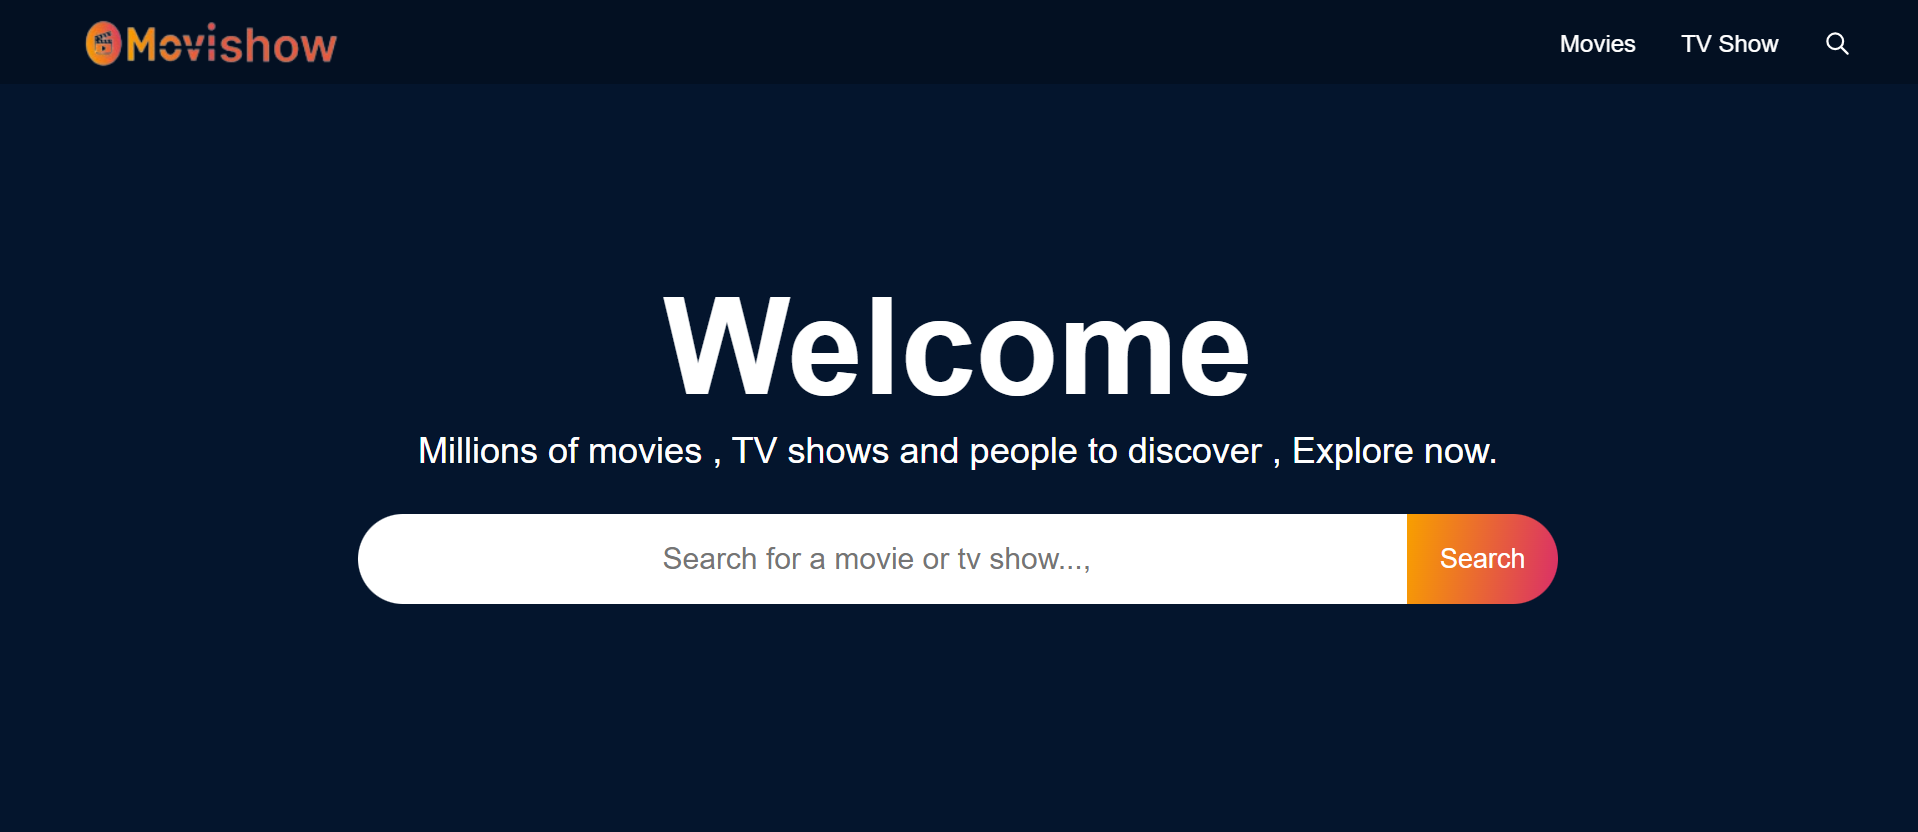 Movishow
Movies
TV Show
Welcome
Millions of movies , TV shows and people to discover , Explore now.
Search for a movie or tv show...,
Search